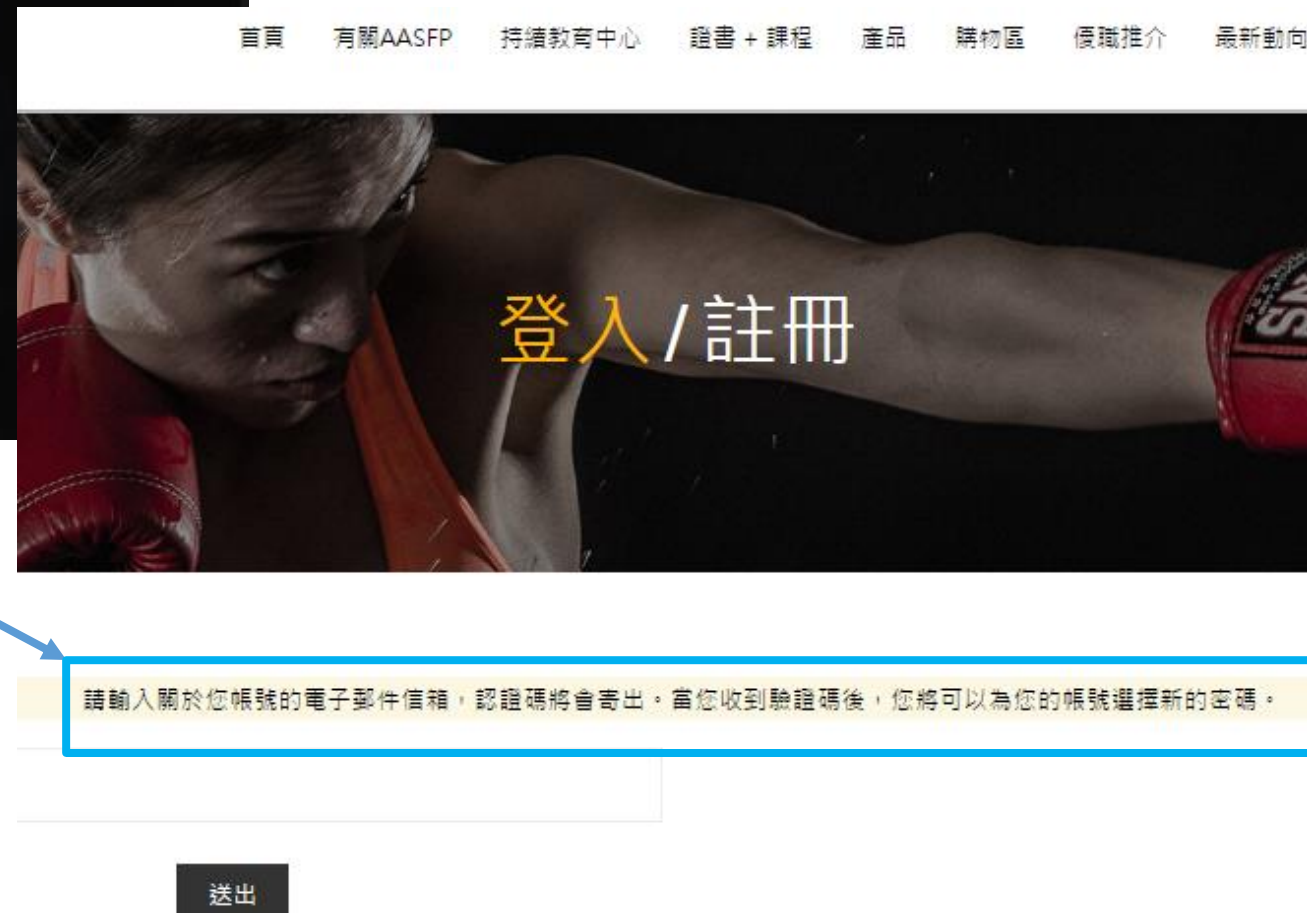 首頁 有關AASFP 持續教育中心 證書 + 課程 產品 購物區 優職推介 最新動向
登入/註冊
請輸入關於您帳號的電子郵件信箱，認證碼將會寄出。當您收到驗證碼後，您將可以為您的帳號選擇新的密碼。
送出